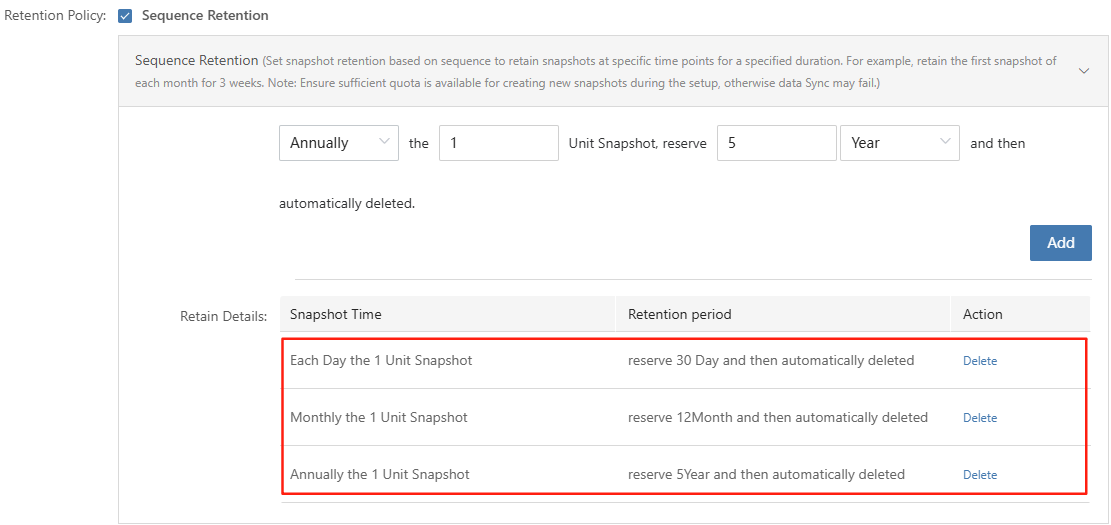 Retention Policy: Sequence Retention
Sequence Retention (Set snapshot retention based on sequence to retain snapshots at specific time points for a specified duration. For example, retain the first snapshot of
each month for 3 weeks. Note: Ensure sufficient quota is available for creating new snapshots during the setup, otherwise data Sync may fail.)
Annually the 1 Unit Snapshot, reserve 5 Year and then
automatically deleted.
Add
Retain Details: Snapshot Time Retention period Action
Each Day the 1 Unit Snapshot reserve 30 Day and then automatically deleted Delete
Monthly the 1 Unit Snapshot reserve 12Month and then automatically deleted Delete
Annually the 1 Unit Snapshot reserve 5Year and then automatically deleted Delete